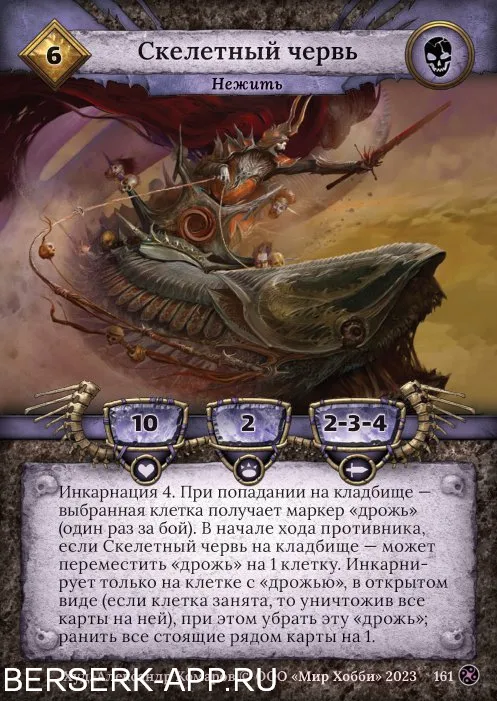 6
Скелетный червь
Нежить
10
2
2-3-4
Инкарнация 4. При попадании на кладбище —
выбранная клетка получает маркер «дрожь»
(один раз за бой). В начале хода противника,
если Скелетный червь на кладбище — может
переместить «дрожь» на 1 клетку. Инкарни-
рует только на клетке с «дрожью», в открытом
виде (если клетка занята, то уничтожив все
карты на ней), при этом убрать эту «дрожь»;
ранить все стоящие рядом карты на 1.
Худ. Александр Комаров © ООО «Мир Хобби» 2023 161
BERSERK-APP.RU